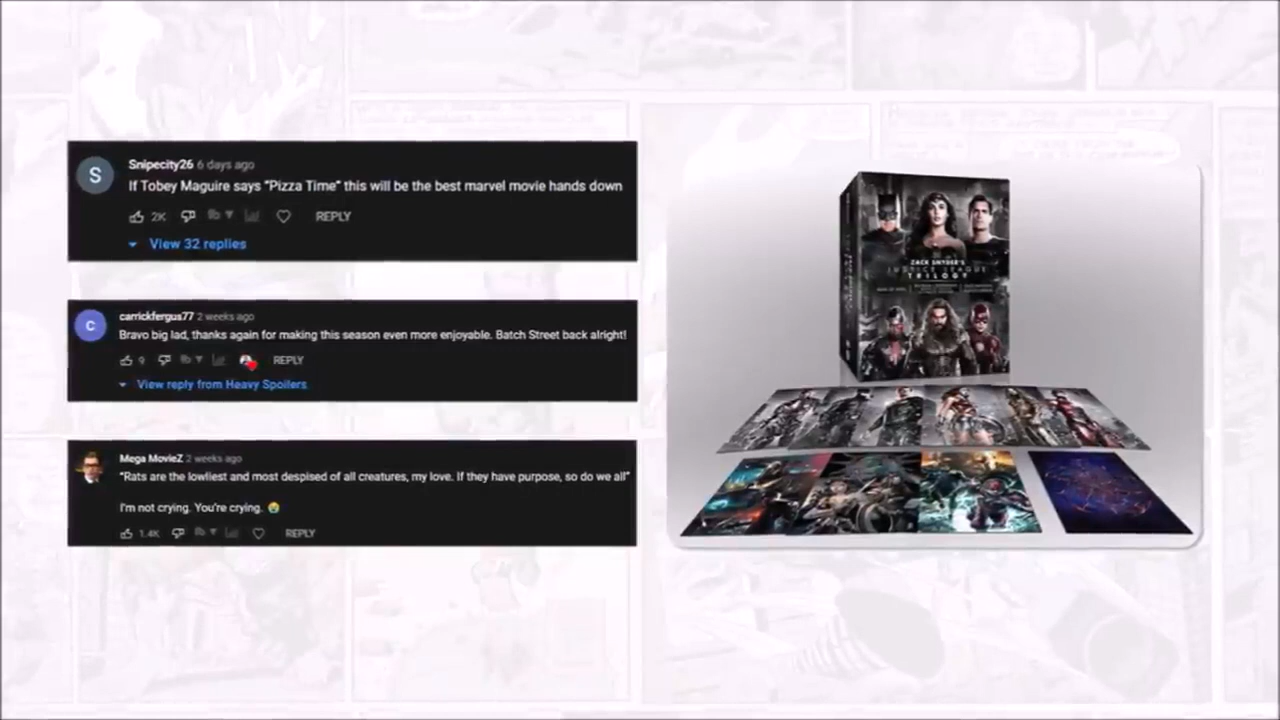 Snipecity26 6 days ago
If Tobey Maguire says "Pizza Time" this will be the best marvel movie hands down
2K REPLY
View 32 replies
carrickfergus77 2 weeks ago
Bravo big lad, thanks again for making this season even more enjoyable. Batch Street back alright!
9 REPLY
View reply from Heavy Spoilers
Mega MovieZ 2 weeks ago
"Rats are the lowliest and most despised of all creatures, my love. If they have purpose, so do we all"
I'm not crying. You're crying. 😭
1.4K REPLY
ZACK SNYDER'S
JUSTICE LEAGUE
TRILOGY